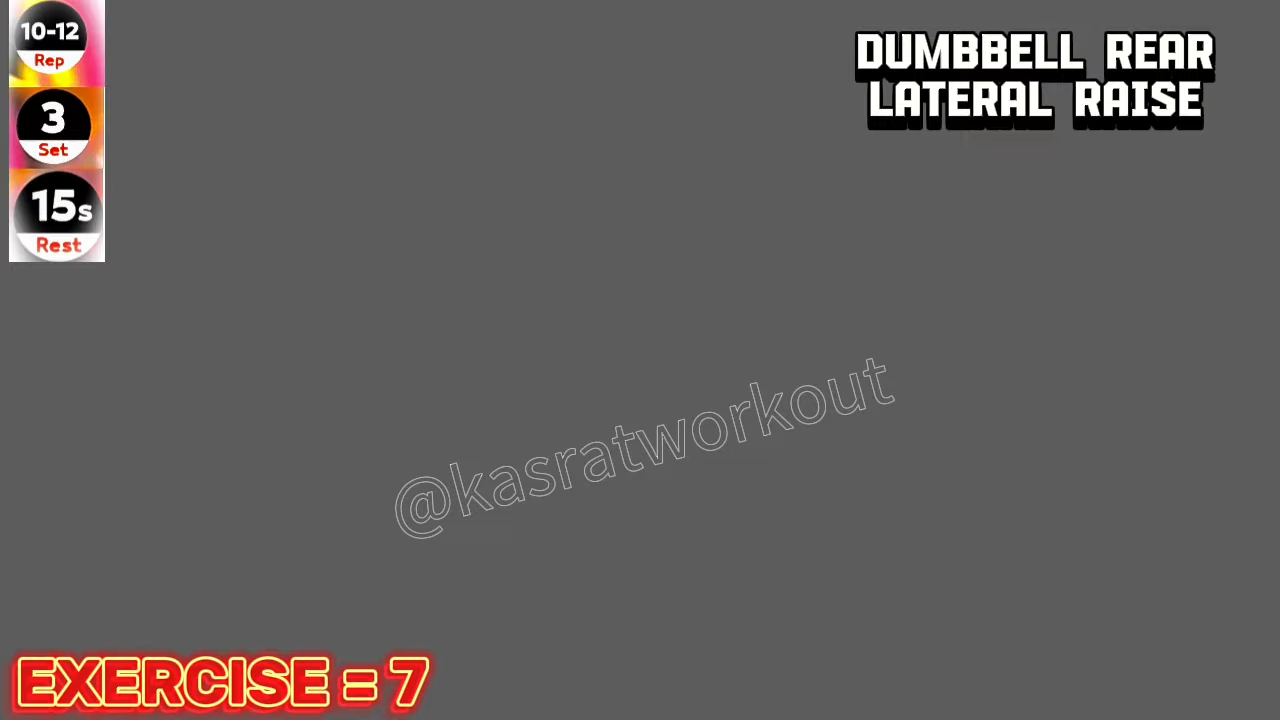 10-12
Rep
3
Set
15s
Rest
DUMBBELL REAR
LATERAL RAISE
@kasratworkout
EXERCISE = 7